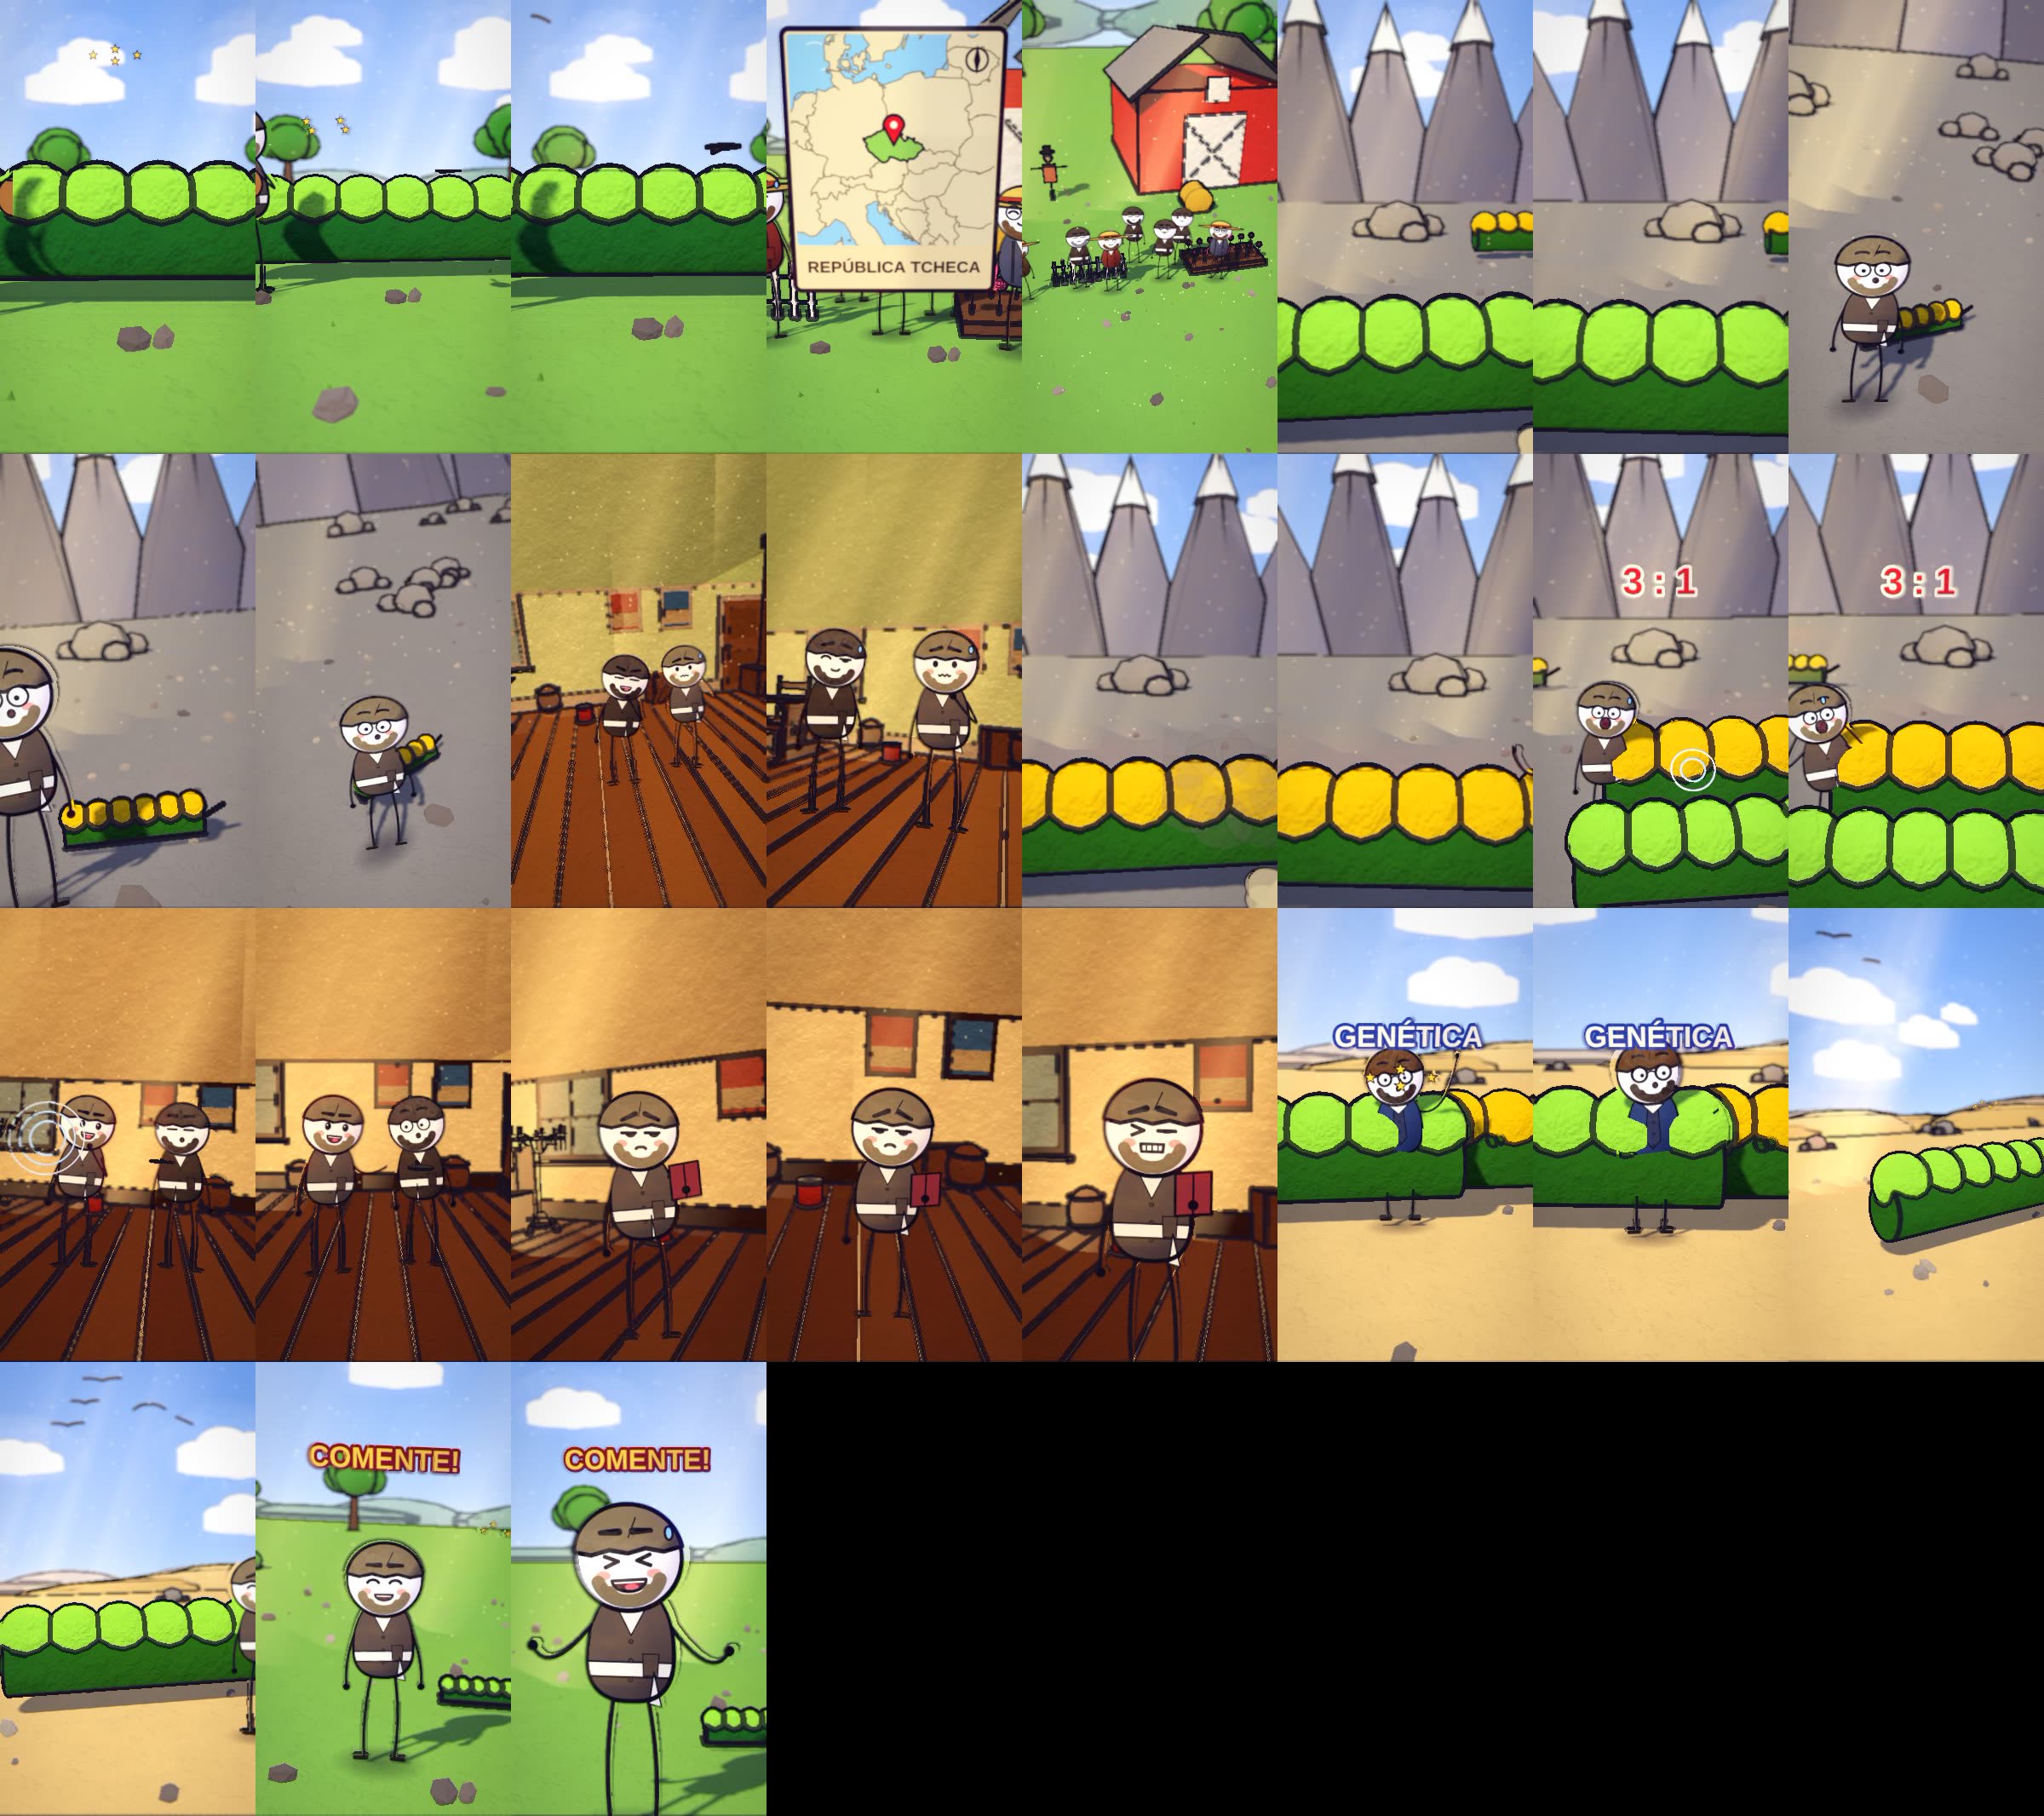 REPÚBLICA TCHECA
3 : 1
3 : 1
GENÉTICA
GENÉTICA
COMENTE!
COMENTE!